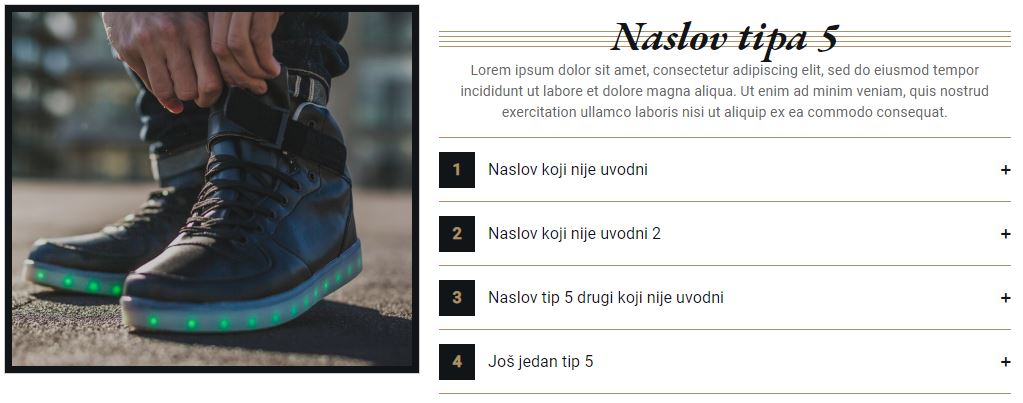 Naslov tipa 5
Lorem ipsum dolor sit amet, consectetur adipiscing elit, sed do eiusmod tempor
incididunt ut labore et dolore magna aliqua. Ut enim ad minim veniam, quis nostrud
exercitation ullamco laboris nisi ut aliquip ex ea commodo consequat.
1 Naslov koji nije uvodni +
2 Naslov koji nije uvodni 2 +
3 Naslov tip 5 drugi koji nije uvodni +
4 Još jedan tip 5 +